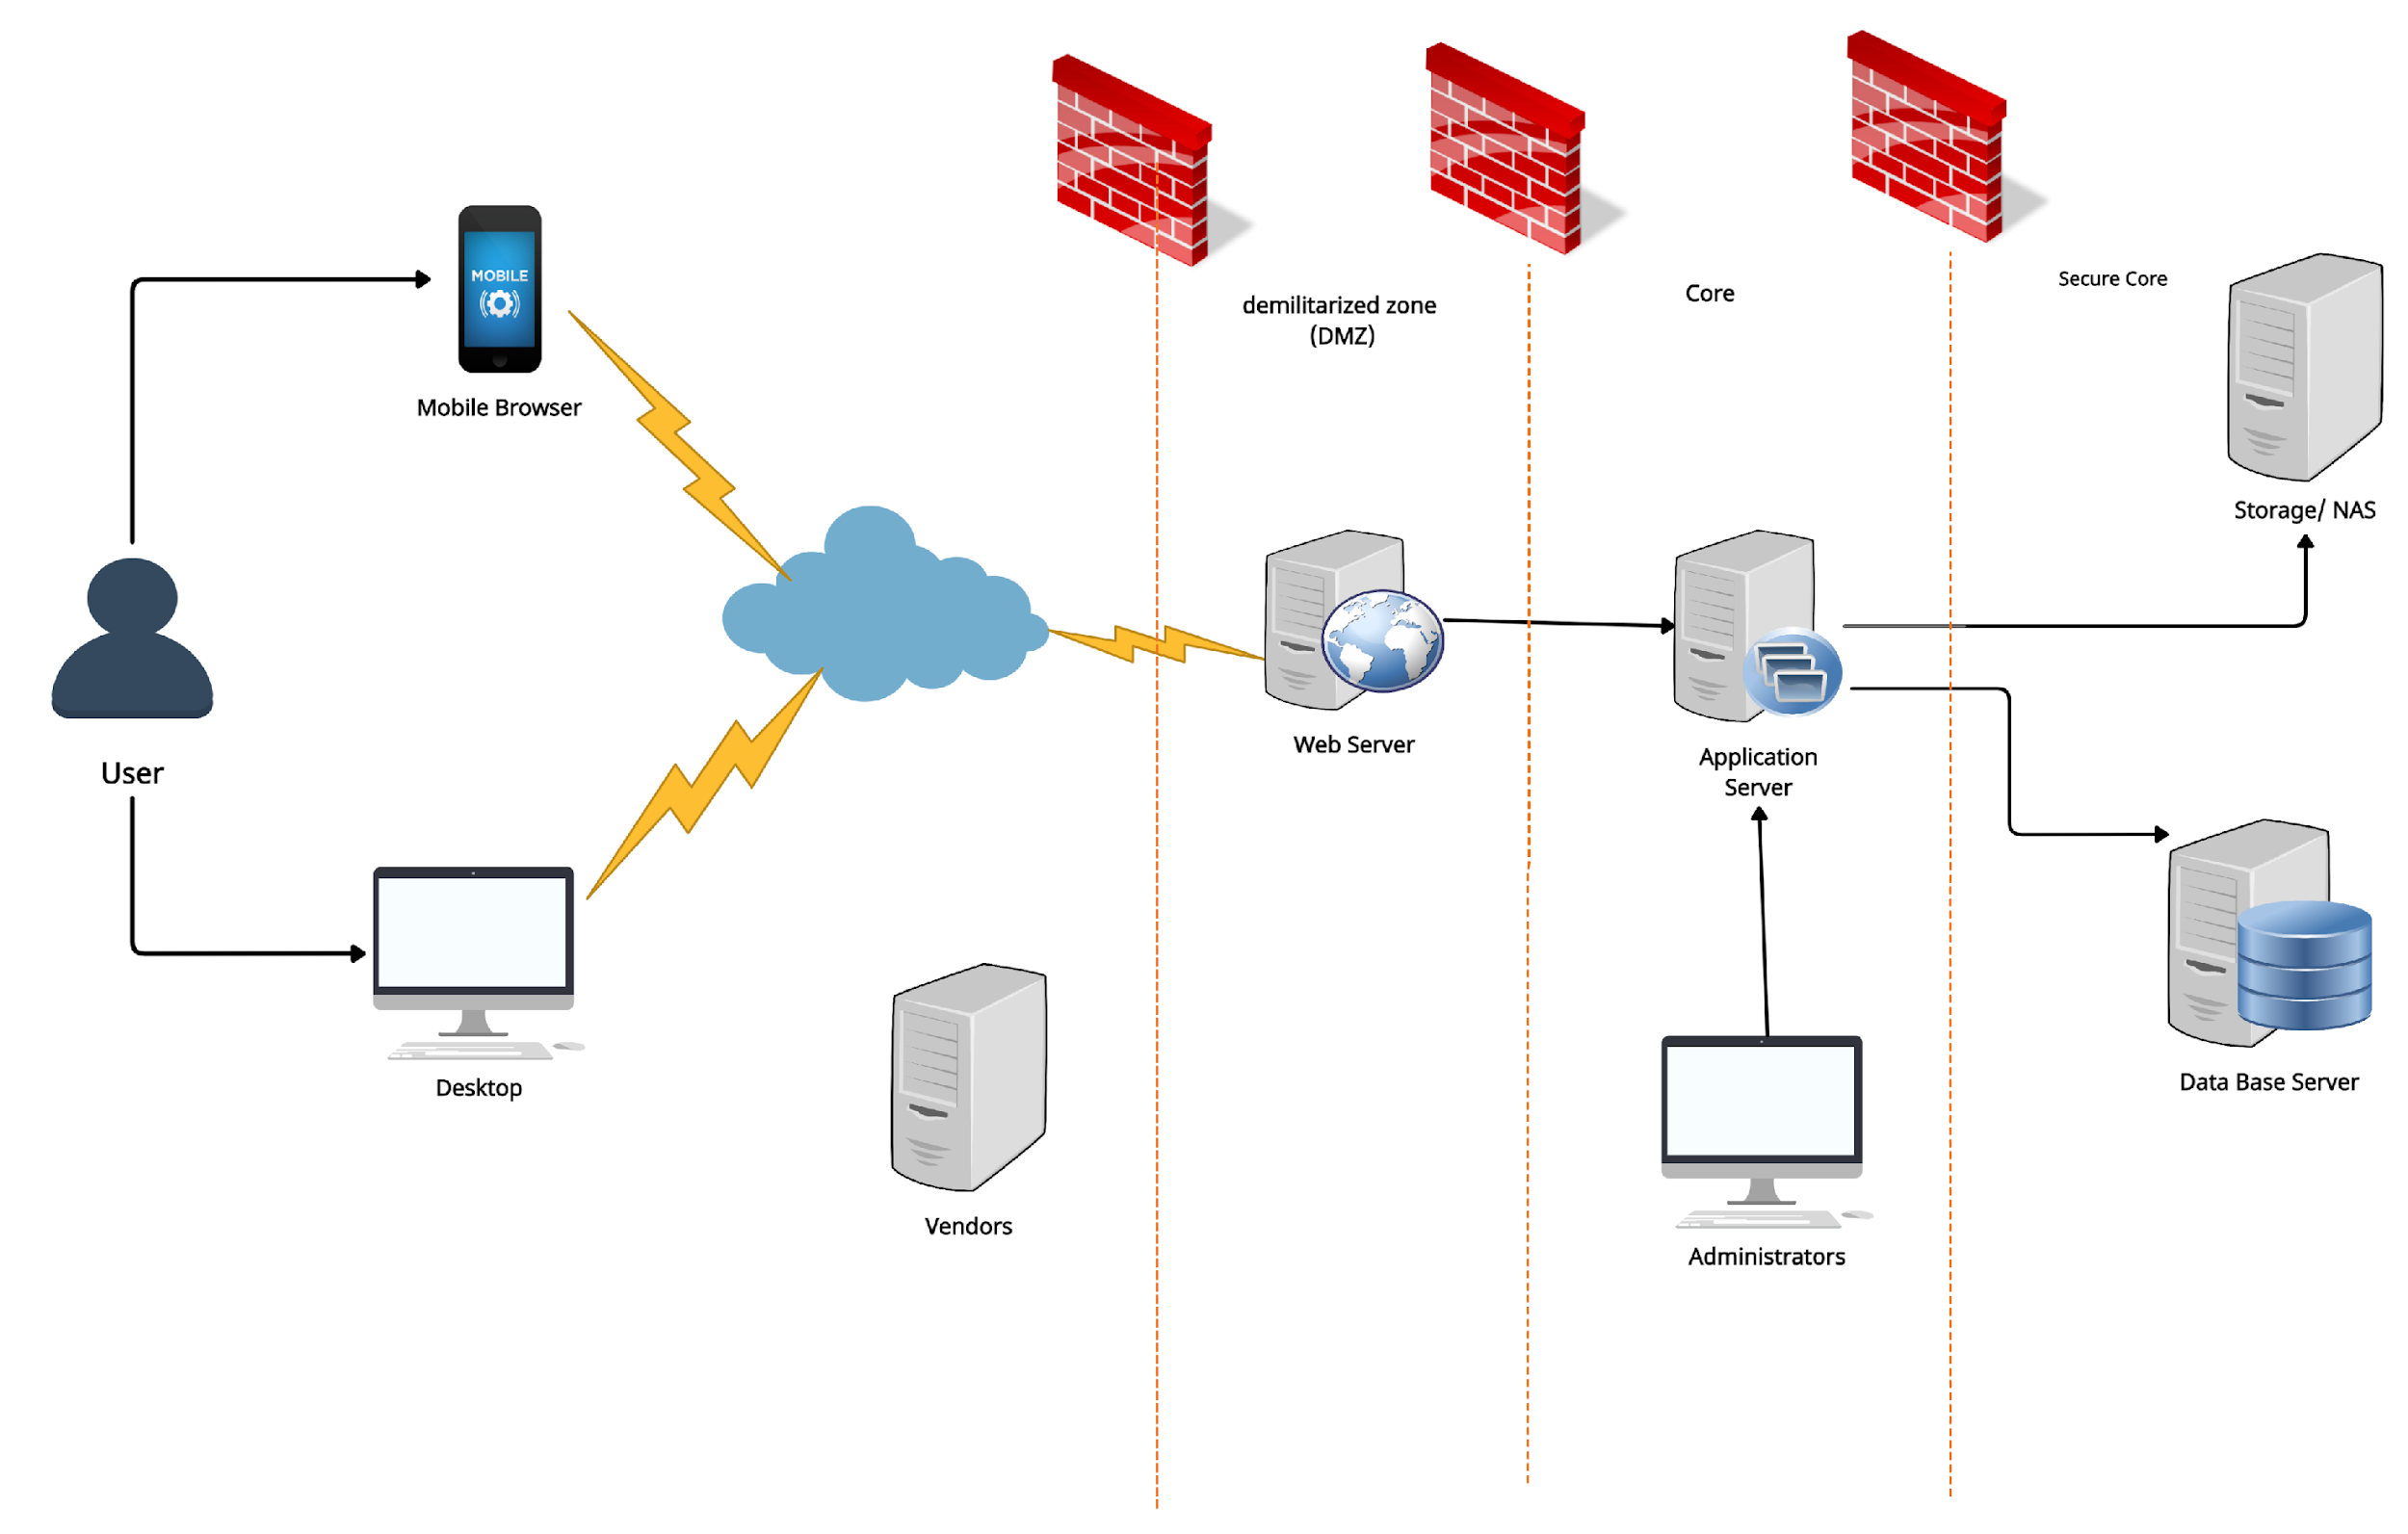 MOBILE
Mobile Browser
User
Desktop
Vendors
demilitarized zone
(DMZ)
Web Server
Core
Application
Server
Administrators
Secure Core
Storage/ NAS
Data Base Server